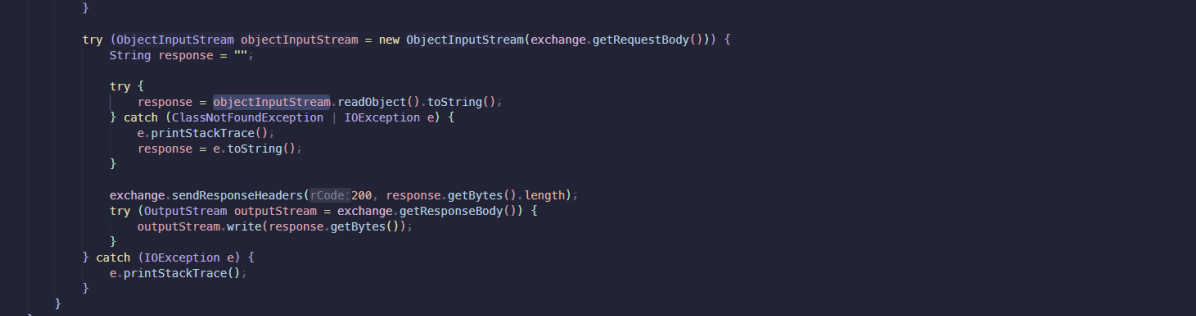 }
try (ObjectInputStream objectInputStream = new ObjectInputStream(exchange.getRequestBody())) {
String response = "";
try {
response = objectInputStream.readObject().toString();
} catch (ClassNotFoundException | IOException e) {
e.printStackTrace();
response = e.toString();
}
exchange.sendResponseHeaders(rCode: 200, response.getBytes().length);
try (OutputStream outputStream = exchange.getResponseBody()) {
outputStream.write(response.getBytes());
}
} catch (IOException e) {
e.printStackTrace();
}
}